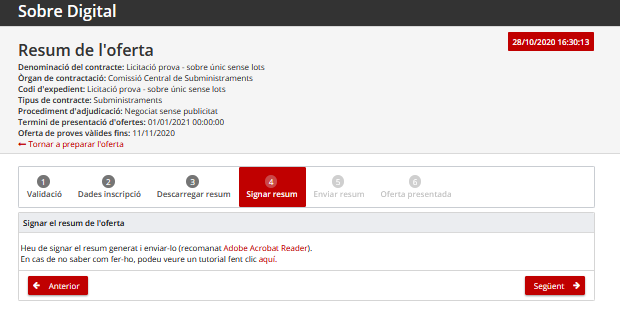 Sobre Digital
28/10/2020 16:30:13
Resum de l'oferta
Denominació del contracte: Licitació prova - sobre únic sense lots
Òrgan de contractació: Comissió Central de Subministraments
Codi d'expedient: Licitació prova - sobre únic sense lots
Tipus de contracte: Subministraments
Procediment d'adjudicació: Negociat sense publicitat
Termini de presentació d'ofertes: 01/01/2021 00:00:00
Oferta de proves vàlides fins: 11/11/2020
Tornar a preparar l'oferta
1 2 3 4 5 6
Validació Dades inscripció Descarregar resum Signar resum Enviar resum Oferta presentada
Signar el resum de l'oferta
Heu de signar el resum generat i enviar-lo (recomanat Adobe Acrobat Reader).
En cas de no saber com fer-ho, podeu veure un tutorial fent clic aquí.
Anterior Següent